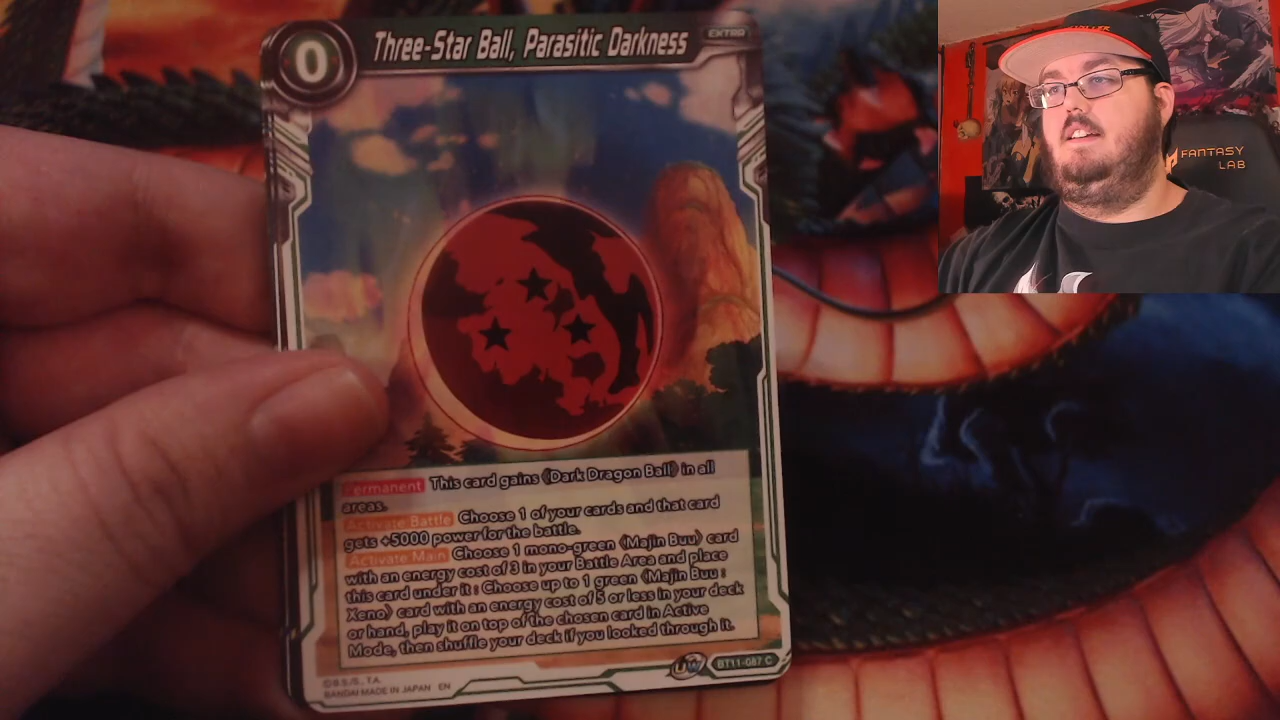 0
Three-Star Ball, Parasitic Darkness
EXTRA
Permanent This card gains《Dark Dragon Ball》in all
areas.
Activate Battle Choose 1 of your cards and that card
gets +5000 power for the battle.
Activate Main Choose 1 mono-green 〈Majin Buu〉 card
with an energy cost of 3 in your Battle Area and place
this card under it : Choose up to 1 green 〈Majin Buu :
Xeno〉 card with an energy cost of 5 or less in your deck
or hand, play it on top of the chosen card in Active
Mode, then shuffle your deck if you looked through it.
©B.S./S., T.A.
BANDAI MADE IN JAPAN EN
UW
BT11-087 C
FANTASY
LAB